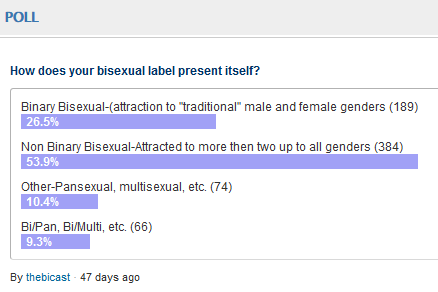 POLL
How does your bisexual label present itself?
Binary Bisexual-(attraction to "traditional" male and female genders (189)
26.5%
Non Binary Bisexual-Attracted to more then two up to all genders (384)
53.9%
Other-Pansexual, multisexual, etc. (74)
10.4%
Bi/Pan, Bi/Multi, etc. (66)
9.3%
By thebicast · 47 days ago